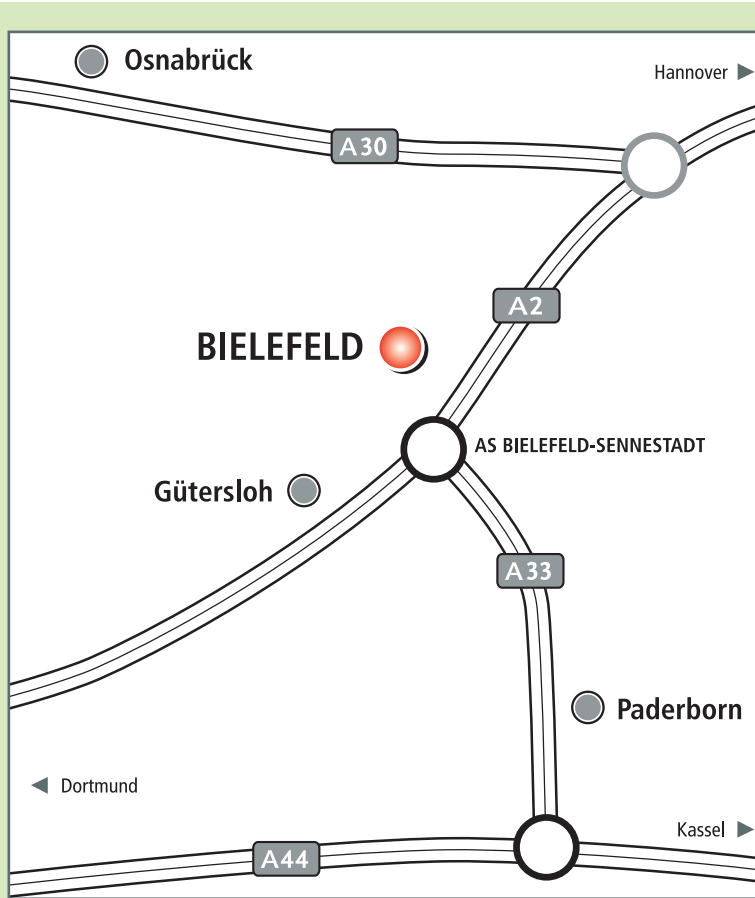 Osnabrück
Hannover
A30
A2
BIELEFELD
AS BIELEFELD-SENNESTADT
Gütersloh
A33
Paderborn
Dortmund
Kassel
A44